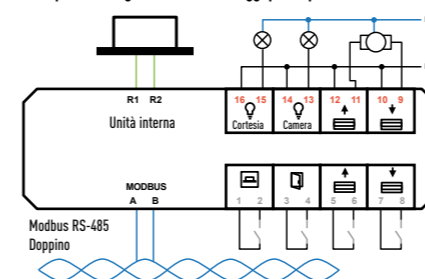 R1 R2
16 15 14 13 12 11 10 9
Unità interna
Cortesia Camera
MODBUS
A B
1 2 3 4 5 6 7 8
Modbus RS-485
Doppino